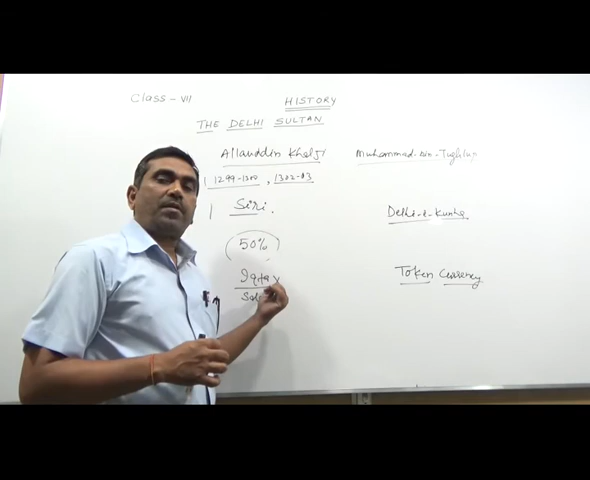 Class - VII HISTORY
THE DELHI SULTAN
Allauddin Khalji Muhammad-bin-Tughluq
1299-1300, 1302-03
Siri. Delhi-i-Kuhna
50%
Iqta x Token Currency